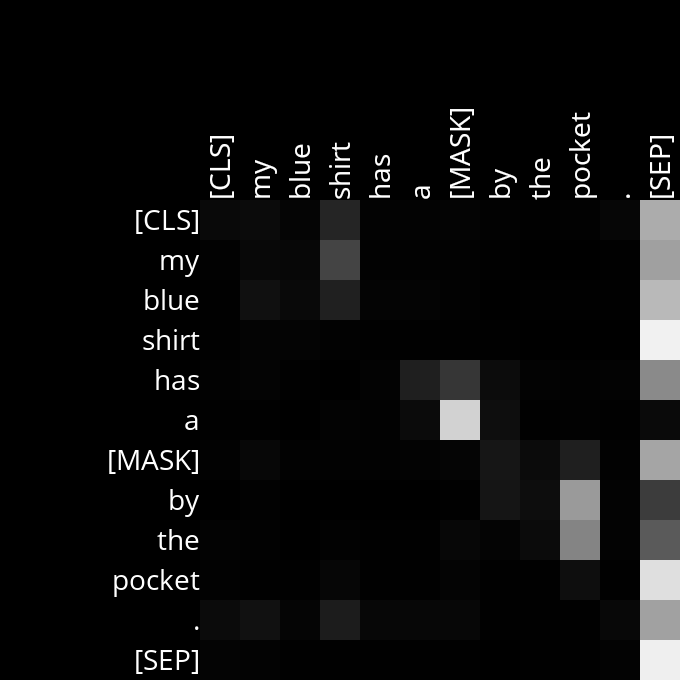 [CLS] my blue shirt has a [MASK] by the pocket . [SEP]
[CLS]
my
blue
shirt
has
a
[MASK]
by
the
pocket
.
[SEP]